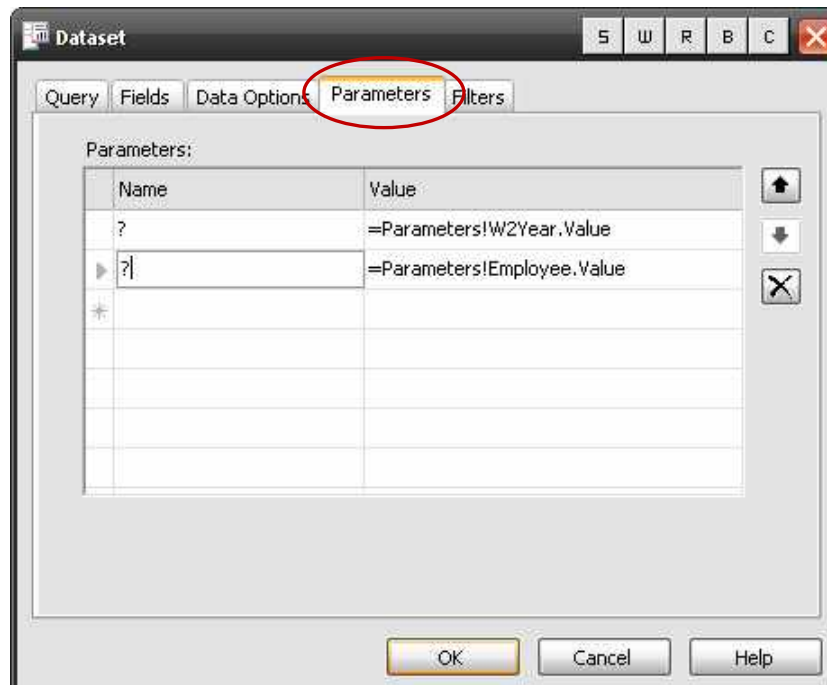 Dataset S W R B C
Query Fields Data Options Parameters Filters
Parameters:
Name Value
? =Parameters!W2Year.Value
? =Parameters!Employee.Value
OK Cancel Help